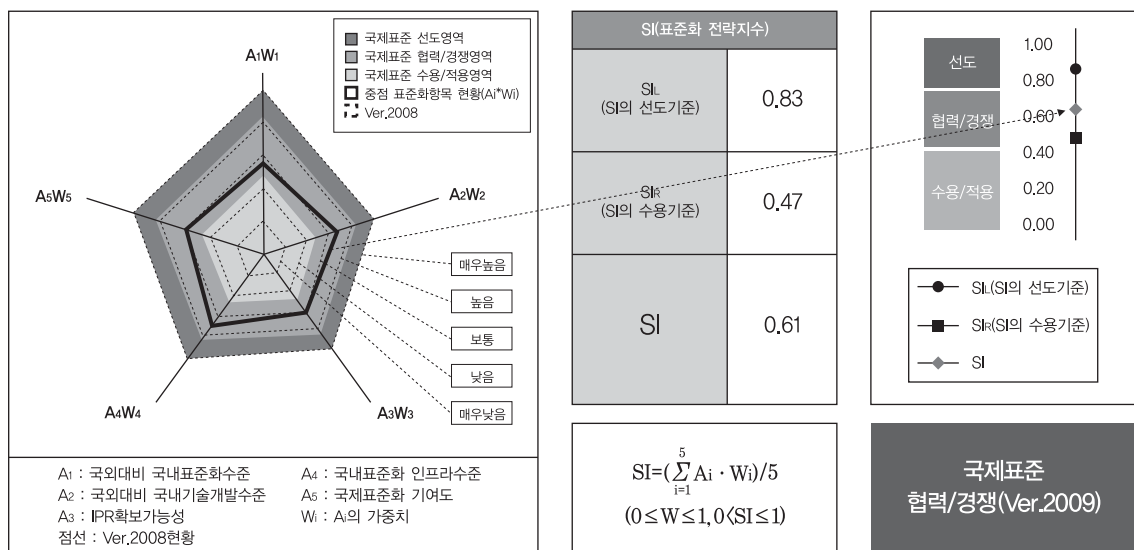 국제표준 선도영역
국제표준 협력/경쟁영역
국제표준 수용/적용영역
중점 표준화항목 현황(Ai*Wi)
Ver.2008
A1W1
A2W2
A3W3
A4W4
A5W5
매우높음
높음
보통
낮음
매우낮음
A1 : 국외대비 국내표준화수준
A2 : 국외대비 국내기술개발수준
A3 : IPR확보가능성
점선 : Ver.2008현황
A4 : 국내표준화 인프라수준
A5 : 국제표준화 기여도
Wi : Ai의 가중치
SI(표준화 전략지수)
SIL
(SI의 선도기준)
0.83
SIR
(SI의 수용기준)
0.47
SI
0.61
SI=(∑Ai · Wi)/5
5
i=1
(0≤W≤1, 0<SI≤1)
선도
협력/경쟁
수용/적용
1.00
0.80
0.60
0.40
0.20
0.00
SIL(SI의 선도기준)
SIR(SI의 수용기준)
SI
국제표준
협력/경쟁(Ver.2009)